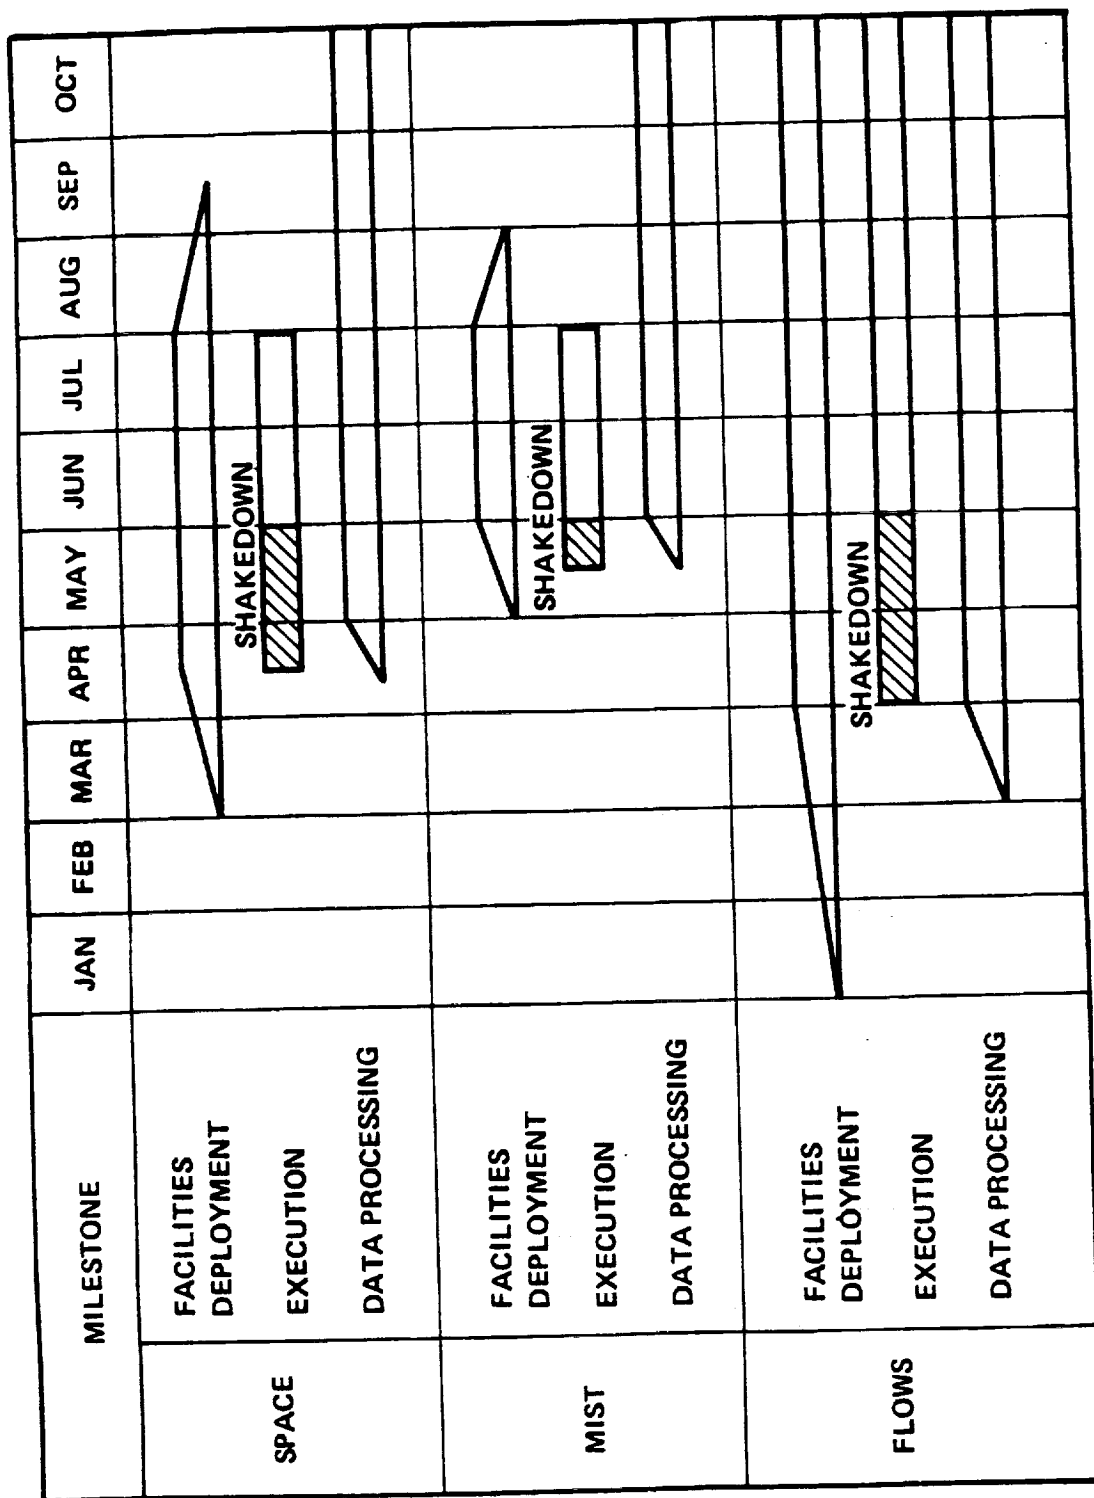 MILESTONE JAN FEB MAR APR MAY JUN JUL AUG SEP OCT
SPACE
FACILITIES
DEPLOYMENT
SHAKEDOWN
EXECUTION
DATA PROCESSING
MIST
FACILITIES
DEPLOYMENT
SHAKEDOWN
EXECUTION
DATA PROCESSING
FLOWS
FACILITIES
DEPLOYMENT
SHAKEDOWN
EXECUTION
DATA PROCESSING